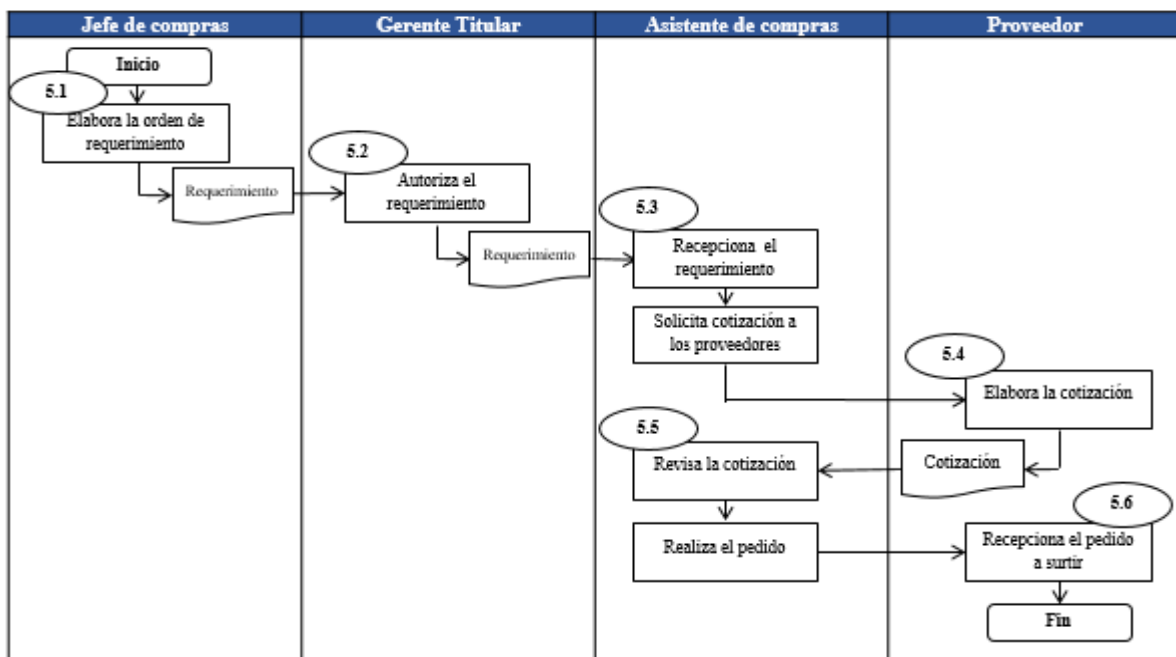 Jefe de compras
Gerente Titular
Asistente de compras
Proveedor
Inicio
5.1
Elabora la orden de
requerimiento
Requerimiento
5.2
Autoriza el
requerimiento
Requerimiento
5.3
Recepciona el
requerimiento
Solicita cotización a
los proveedores
5.4
Elabora la cotización
Cotización
5.5
Revisa la cotización
Realiza el pedido
5.6
Recepciona el pedido
a surtir
Fin